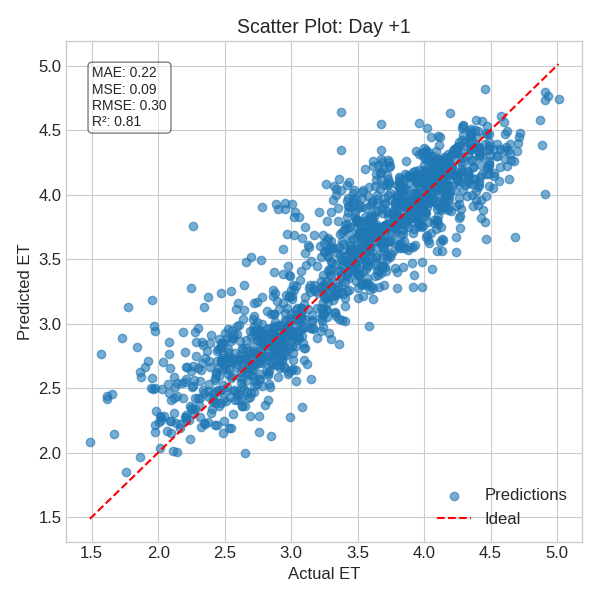 Scatter Plot: Day +1
MAE: 0.22
MSE: 0.09
RMSE: 0.30
R²: 0.81
Predicted ET
5.0
4.5
4.0
3.5
3.0
2.5
2.0
1.5
Predictions
Ideal
1.5 2.0 2.5 3.0 3.5 4.0 4.5 5.0
Actual ET